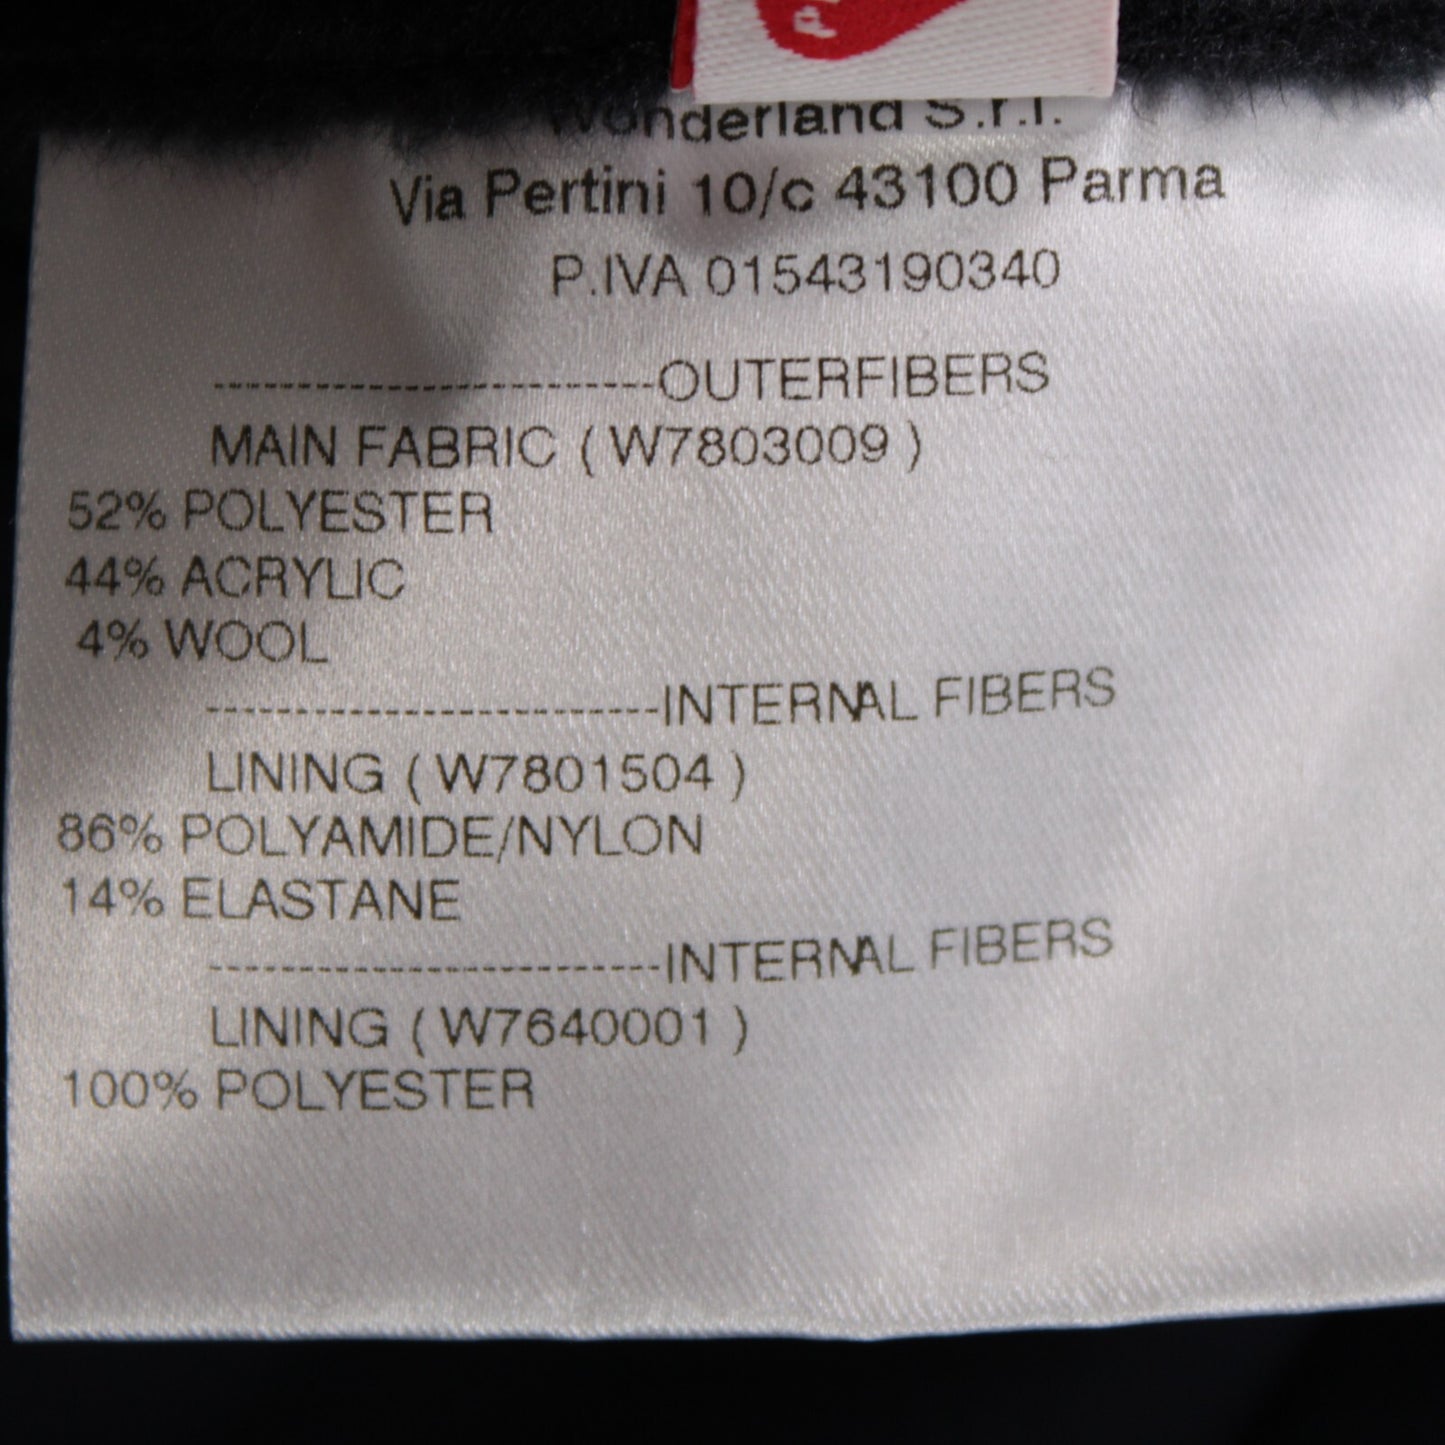 Wonderland S.r.l.
Via Pertini 10/c 43100 Parma
P.IVA 01543190340
-------------------------OUTERFIBERS
MAIN FABRIC ( W7803009 )
52% POLYESTER
44% ACRYLIC
4% WOOL
-------------------------INTERNAL FIBERS
LINING ( W7801504 )
86% POLYAMIDE/NYLON
14% ELASTANE
-------------------------INTERNAL FIBERS
LINING ( W7640001 )
100% POLYESTER